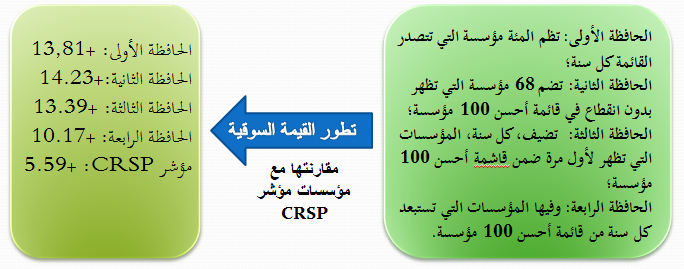 الحافظة الأولى: تظم المئة مؤسسة التي تتصدر
القائمة كل سنة؛
الحافظة الثانية: تضم 68 مؤسسة التي تظهر
بدون انقطاع في قائمة أحسن 100 مؤسسة؛
الحافظة الثالثة: تضيف، كل سنة، المؤسسات
التي تظهر لأول مرة ضمن قاشمة أحسن 100
مؤسسة؛
الحافظة الرابعة: وفيها المؤسسات التي تستبعد
كل سنة من قائمة أحسن 100 مؤسسة.
تطور القيمة السوقية
مقارنتها مع
مؤسسات مؤشر
CRSP
الحافظة الأولى: +13,81
الحافظة الثانية:+14.23
الحافظة الثالثة: +13.39
الحافظة الرابعة: +10.17
مؤشر CRSP: +5.59